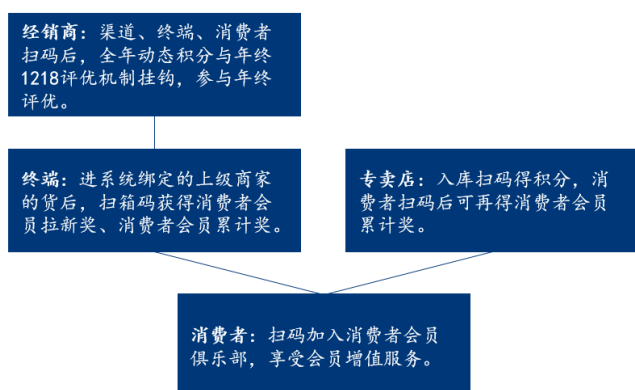 经销商：渠道、终端、消费者
扫码后，全年动态积分与年终
1218评优机制挂钩，参与年终
评优。
终端：进系统绑定的上级商家
的货后，扫箱码获得消费者会
员拉新奖、消费者会员累计奖。
专卖店：入库扫码得积分，消
费者扫码后可再得消费者会员
累计奖。
消费者：扫码加入消费者会员
俱乐部，享受会员增值服务。